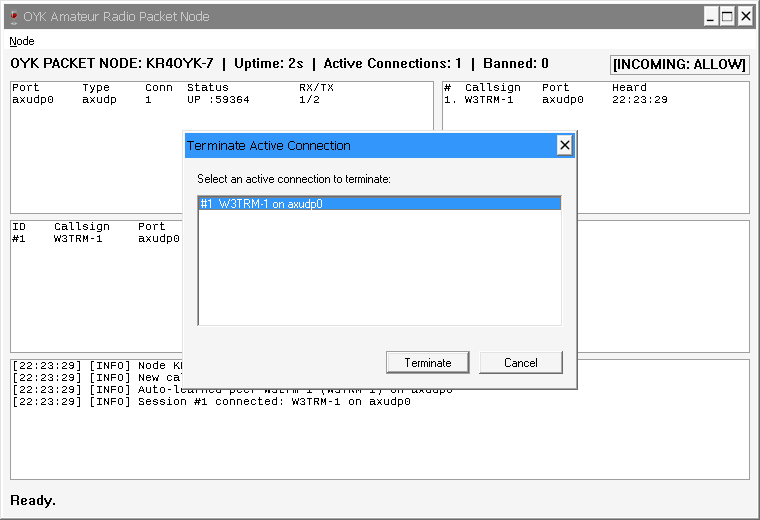 OYK Amateur Radio Packet Node
Node
OYK PACKET NODE: KR4OYK-7 | Uptime: 2s | Active Connections: 1 | Banned: 0
[INCOMING: ALLOW]
Port Type Conn Status RX/TX
axudp0 axudp 1 UP :59364 1/2
# Callsign Port Heard
1. W3TRM-1 axudp0 22:23:29
Terminate Active Connection
Select an active connection to terminate:
#1 W3TRM-1 on axudp0
Terminate Cancel
ID Callsign Port
#1 W3TRM-1 axudp0
[22:23:29] [INFO] Node
[22:23:29] [INFO] New
[22:23:29] [INFO] Auto-learned peer W3TRM-1 (W3TRM-1) on axudp0
[22:23:29] [INFO] Session #1 connected: W3TRM-1 on axudp0
Ready.